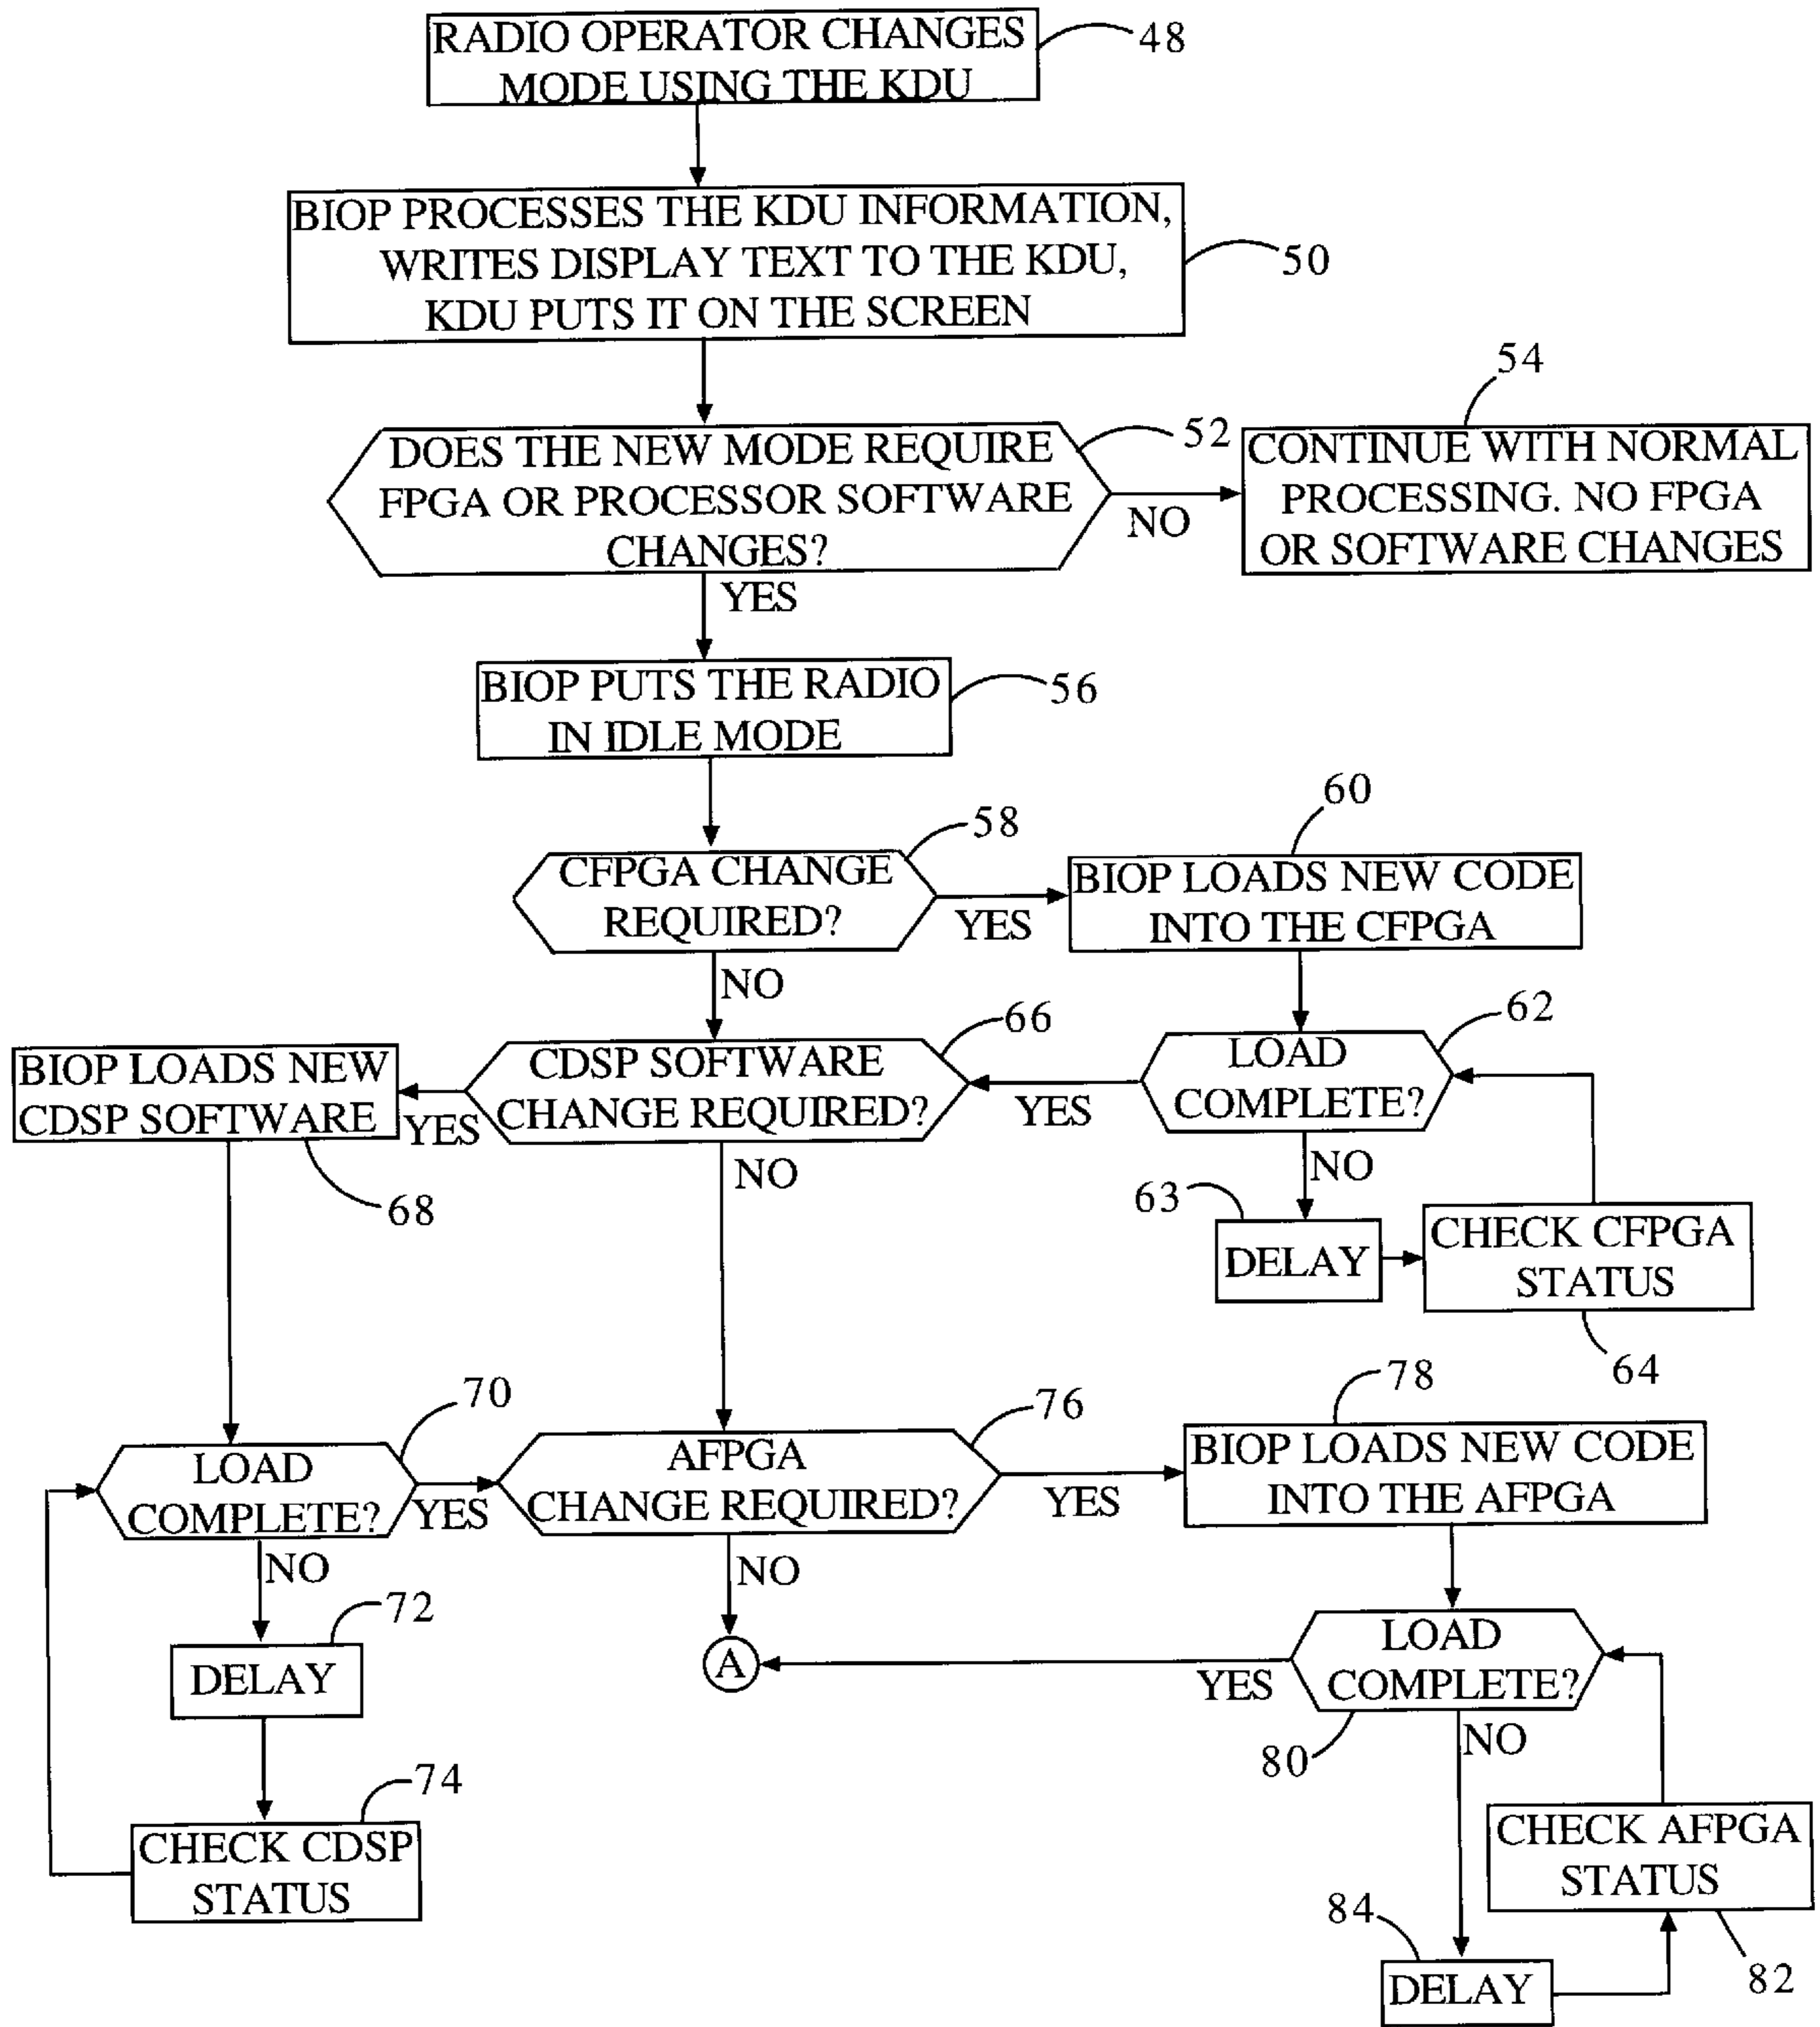 RADIO OPERATOR CHANGES
MODE USING THE KDU
48
BIOP PROCESSES THE KDU INFORMATION,
WRITES DISPLAY TEXT TO THE KDU,
KDU PUTS IT ON THE SCREEN
50
54
DOES THE NEW MODE REQUIRE
FPGA OR PROCESSOR SOFTWARE
CHANGES?
52
NO
CONTINUE WITH NORMAL
PROCESSING. NO FPGA
OR SOFTWARE CHANGES
YES
BIOP PUTS THE RADIO
IN IDLE MODE
56
58
60
CFPGA CHANGE
REQUIRED?
YES
BIOP LOADS NEW CODE
INTO THE CFPGA
NO
66
62
BIOP LOADS NEW
CDSP SOFTWARE
YES
CDSP SOFTWARE
CHANGE REQUIRED?
YES
LOAD
COMPLETE?
68
NO
NO
63
DELAY
CHECK CFPGA
STATUS
64
70
76
78
LOAD
COMPLETE?
YES
AFPGA
CHANGE REQUIRED?
YES
BIOP LOADS NEW CODE
INTO THE AFPGA
NO
NO
72
DELAY
A
YES
LOAD
COMPLETE?
80
NO
74
CHECK CDSP
STATUS
CHECK AFPGA
STATUS
84
DELAY
82